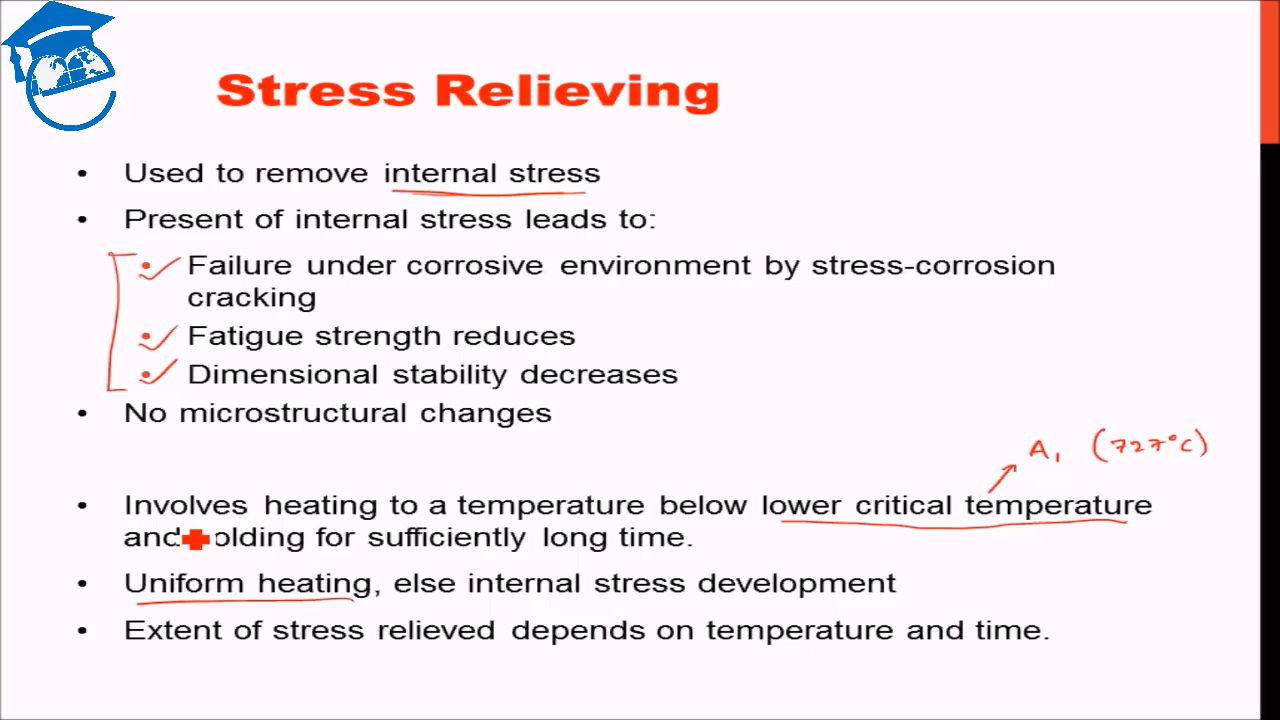 Stress Relieving
• Used to remove internal stress
• Present of internal stress leads to:
• Failure under corrosive environment by stress-corrosion
cracking
• Fatigue strength reduces
• Dimensional stability decreases
• No microstructural changes
A₁ (727°C)
• Involves heating to a temperature below lower critical temperature
and olding for sufficiently long time.
• Uniform heating, else internal stress development
• Extent of stress relieved depends on temperature and time.